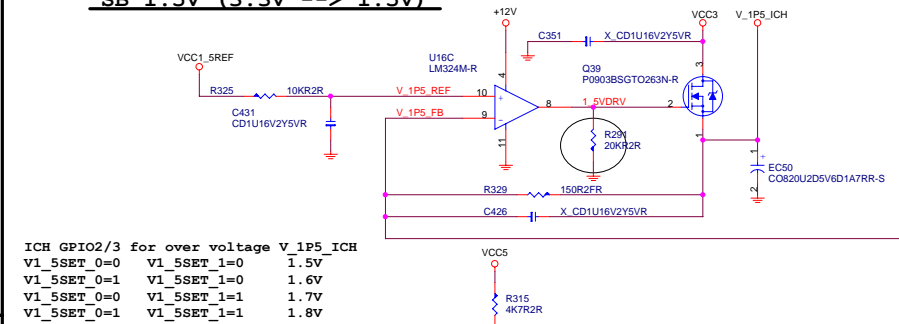 SB 1.5V (3.3V --> 1.5V)
+12V
VCC3
V_1P5_ICH
C351
X_CD1U16V2Y5VR
VCC1_5REF
U16C
LM324M-R
Q39
P0903BSGTO263N-R
3
4
R325
10KR2R
V_1P5_REF
10
+
8
1_5VDRV
2
C431
CD1U16V2Y5VR
V_1P5_FB
9
-
11
R291
20KR2R
1
1
+
EC50
CO820U2D5V6D1A7RR-S
2
R329
150R2FR
C426
X_CD1U16V2Y5VR
ICH GPIO2/3 for over voltage V_1P5_ICH
V1_5SET_0=0 V1_5SET_1=0 1.5V
V1_5SET_0=1 V1_5SET_1=0 1.6V
V1_5SET_0=0 V1_5SET_1=1 1.7V
V1_5SET_0=1 V1_5SET_1=1 1.8V
VCC5
R315
4K7R2R